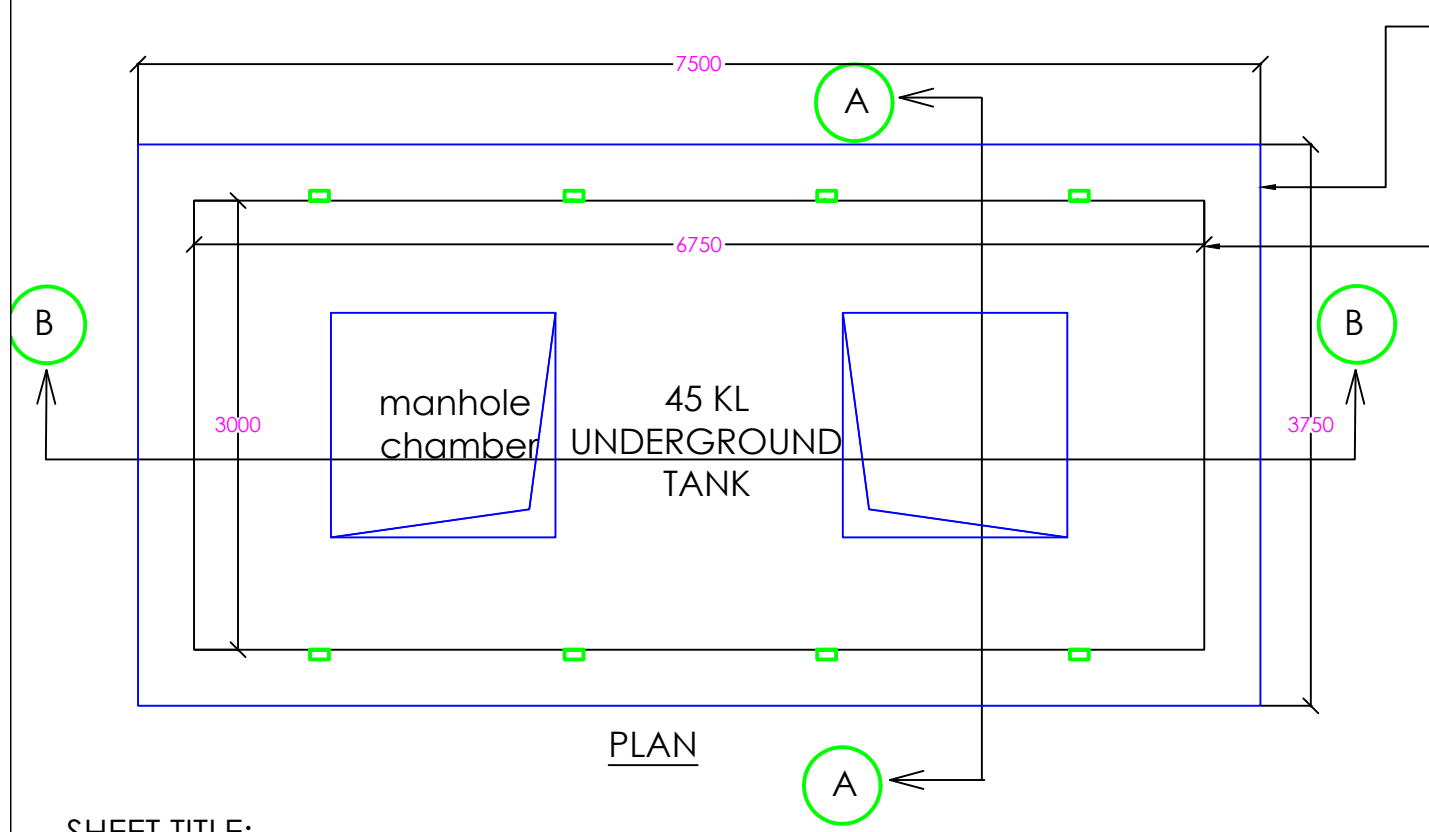 7500
A
6750
B
B
manhole
chamber
45 KL
UNDERGROUND
TANK
3000
3750
PLAN
A
SHEET TITLE: